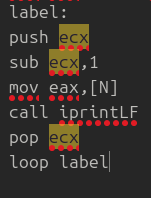 label:
push ecx
sub ecx,1
mov eax,[N]
call iprintLF
pop ecx
loop label